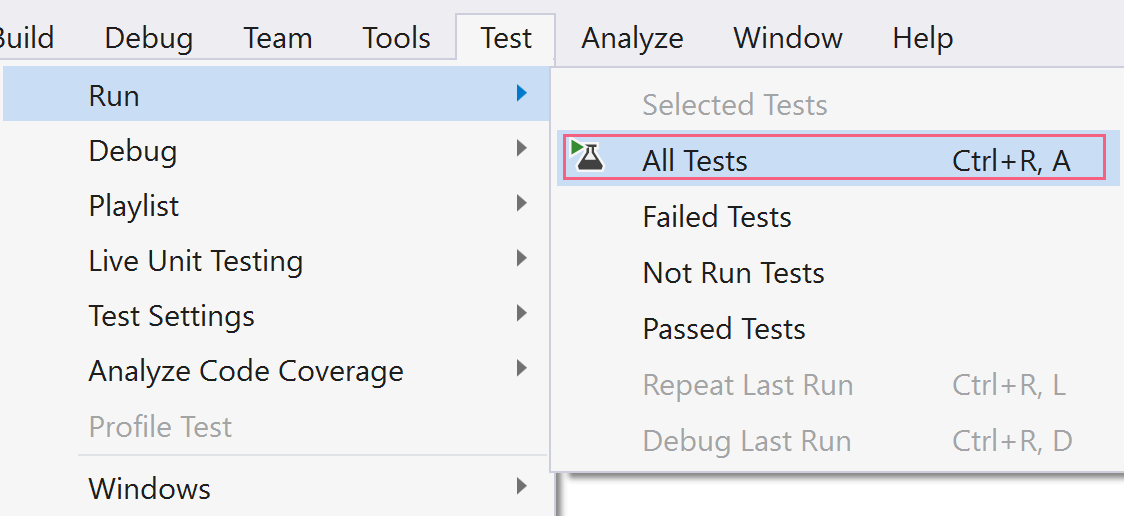 Build Debug Team Tools Test Analyze Window Help
Run
Debug
Playlist
Live Unit Testing
Test Settings
Analyze Code Coverage
Profile Test
Windows
Selected Tests
All Tests Ctrl+R, A
Failed Tests
Not Run Tests
Passed Tests
Repeat Last Run Ctrl+R, L
Debug Last Run Ctrl+R, D